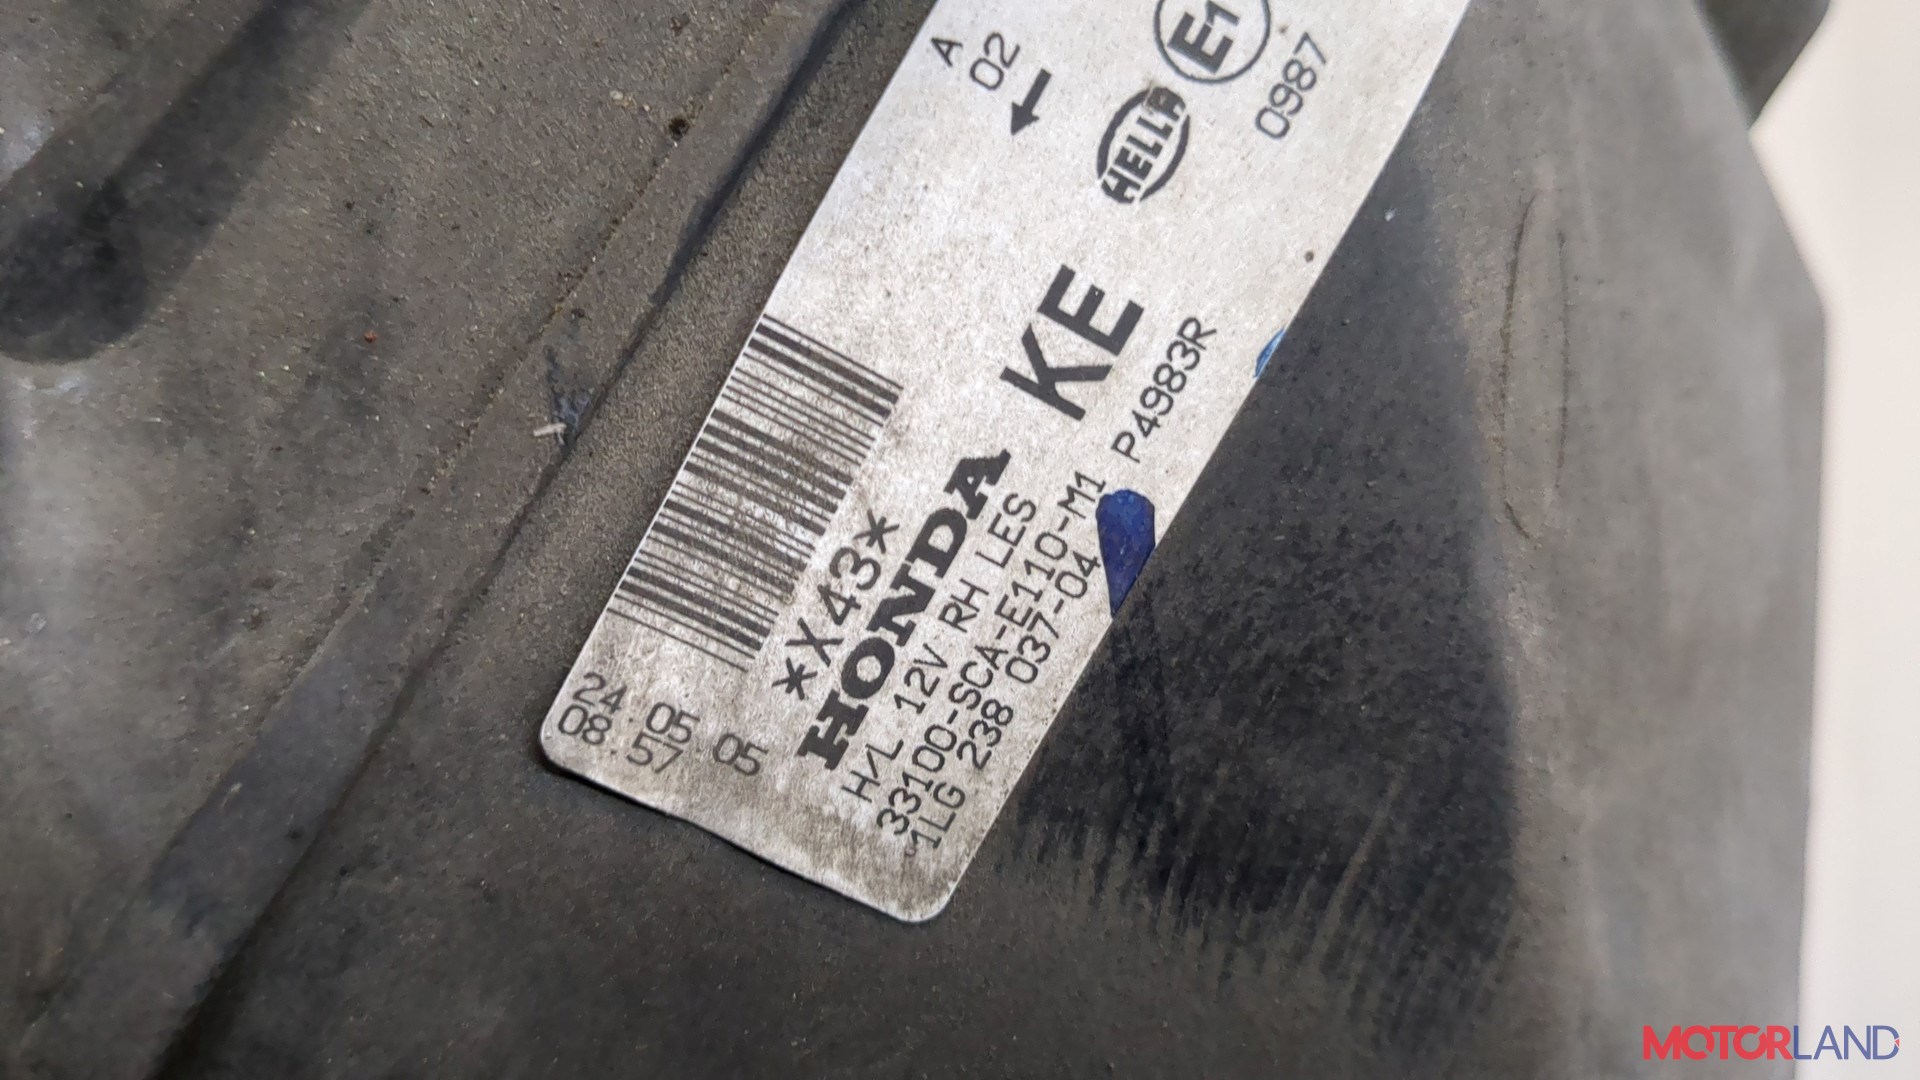 A
02
HELLA
E1
0987
*X43*
HONDA KE
H/L 12V RH LES
33100-SCA-E110-M1 P4983R
1LG 238 037-04
24.05.05
08.57
MOTORLAND